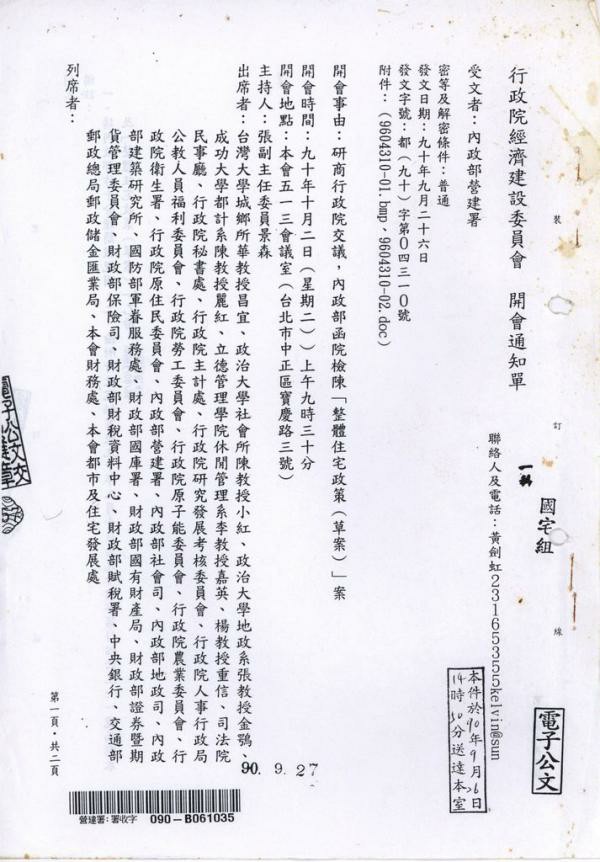 行政院經濟建設委員會　開會通知單
聯絡人及電話：黃劍虹23165355kelvin@sun
受文者：內政部營建署
密等及解密條件：普通
發文日期：九十年九月二十六日
發文字號：都（九十）字第0四三一0號
附件：（9604310-01.bmp、9604310-02.doc）
開會事由：研商行政院交議，內政部函院檢陳「整體住宅政策（草案）」案
開會時間：九十年十月二日（星期二）上午九時三十分
開會地點：本會五一三會議室（台北市中正區寶慶路三號）
主持人：張副主任委員景森
出席者：台灣大學城鄉所華教授昌宜、政治大學社會所陳教授小紅、政治大學地政系張教授金鶚、
成功大學都計系陳教授麗紅、立德管理學院休閒管理系李教授嘉英、楊教授重信、司法院
民事廳、行政院秘書處、行政院主計處、行政院研究發展考核委員會、行政院人事行政局
公教人員福利委員會、行政院勞工委員會、行政院原子能委員會、行政院農業委員會、行
政院衛生署、行政院原住民委員會、內政部營建署、內政部社會司、內政部地政司、內政
部建築研究所、國防部軍眷服務處、財政部國庫署、財政部國有財產局、財政部證券暨期
貨管理委員會、財政部保險司、財政部財稅資料中心、財政部賦稅署、中央銀行、交通部
郵政總局郵政儲金匯業局、本會財務處、本會都市及住宅發展處
列席者：
裝
訂
線
國宅組
電子公文
本件於90年9月26日
14時50分送達本室
90. 9. 27
第一頁，共二頁
營建署：署收字 090-B061035